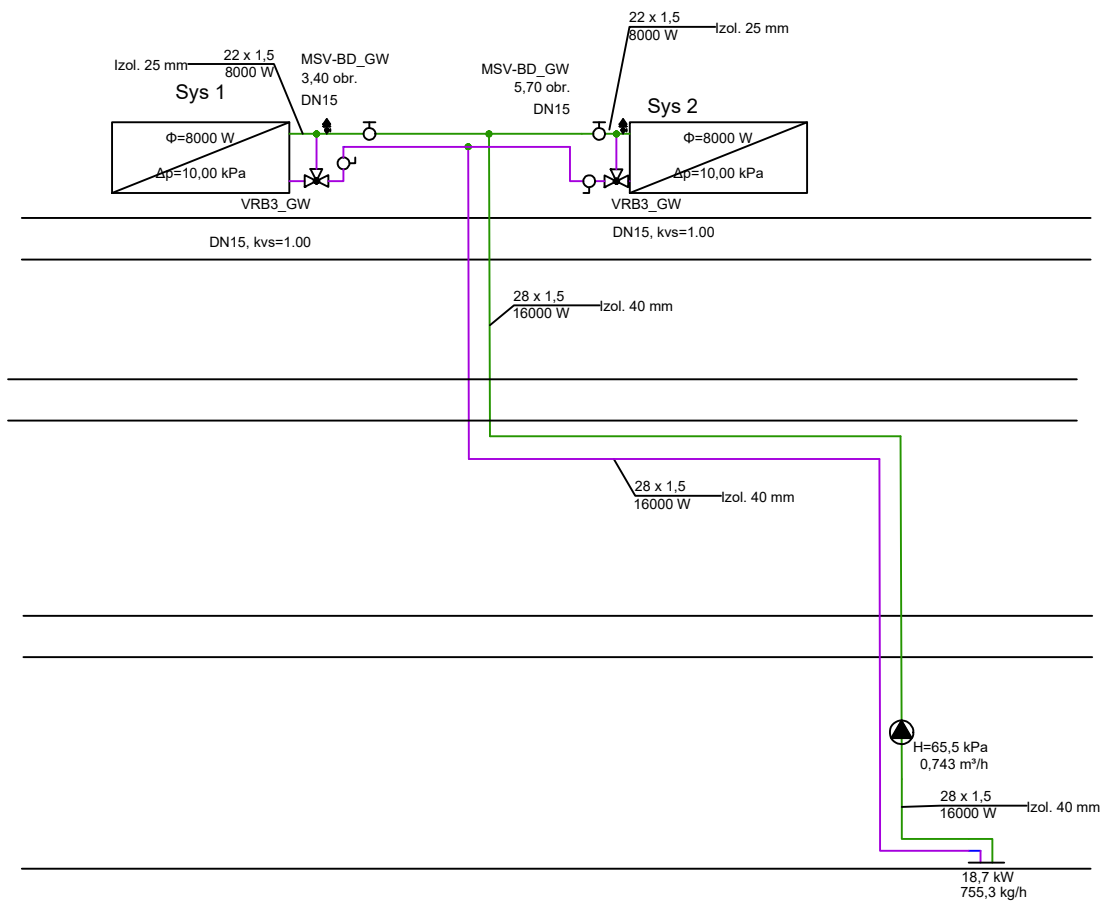 22 x 1,5
8000 W
Izol. 25 mm
22 x 1,5
8000 W
Izol. 25 mm
MSV-BD_GW
3,40 obr.
DN15
MSV-BD_GW
5,70 obr.
DN15
Sys 1
Sys 2
Φ=8000 W
Δp=10,00 kPa
Φ=8000 W
Δp=10,00 kPa
VRB3_GW
DN15, kvs=1.00
VRB3_GW
DN15, kvs=1.00
28 x 1,5
16000 W
Izol. 40 mm
28 x 1,5
16000 W
Izol. 40 mm
H=65,5 kPa
0,743 m³/h
28 x 1,5
16000 W
Izol. 40 mm
18,7 kW
755,3 kg/h